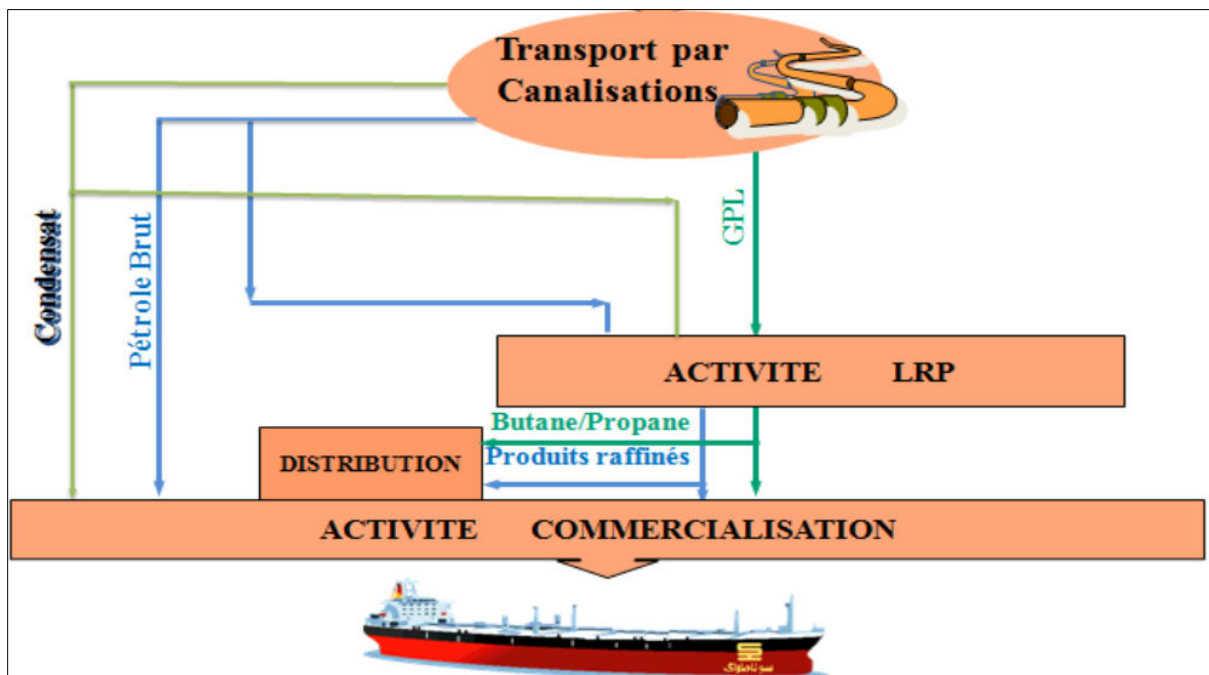 Transport par
Canalisations
Condensat
Pétrole Brut
GPL
ACTIVITE LRP
Butane/Propane
Produits raffinés
DISTRIBUTION
ACTIVITE COMMERCIALISATION